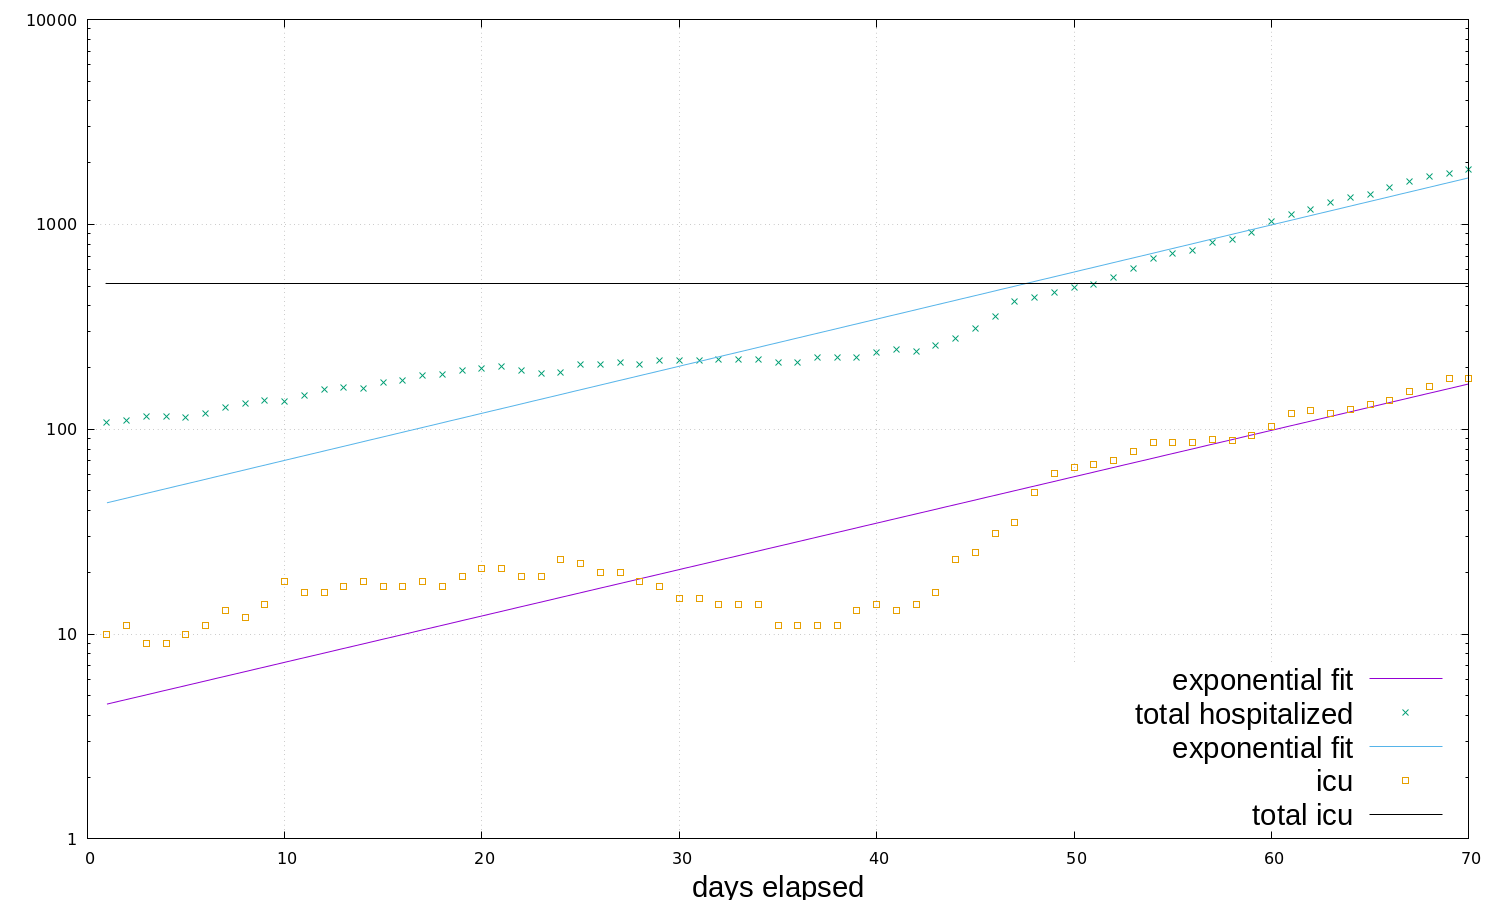 10000
1000
100
10
1
0 10 20 30 40 50 60 70
days elapsed
exponential fit
total hospitalized
exponential fit
icu
total icu